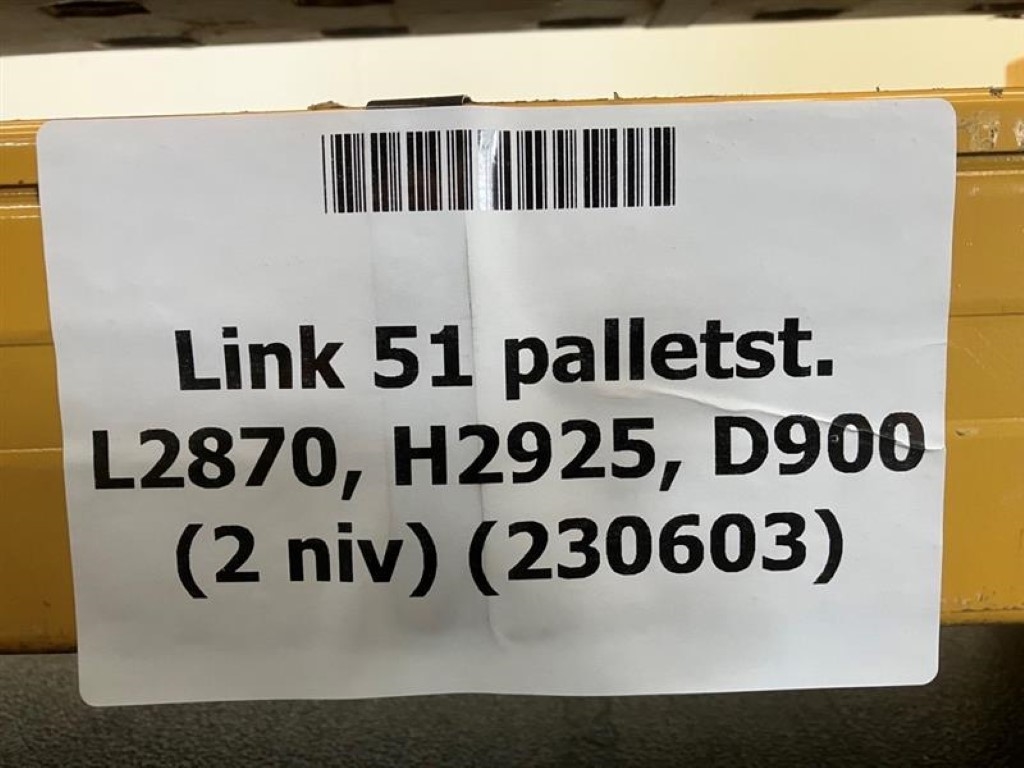 Link 51 palletst.
L2870, H2925, D900
(2 niv) (230603)